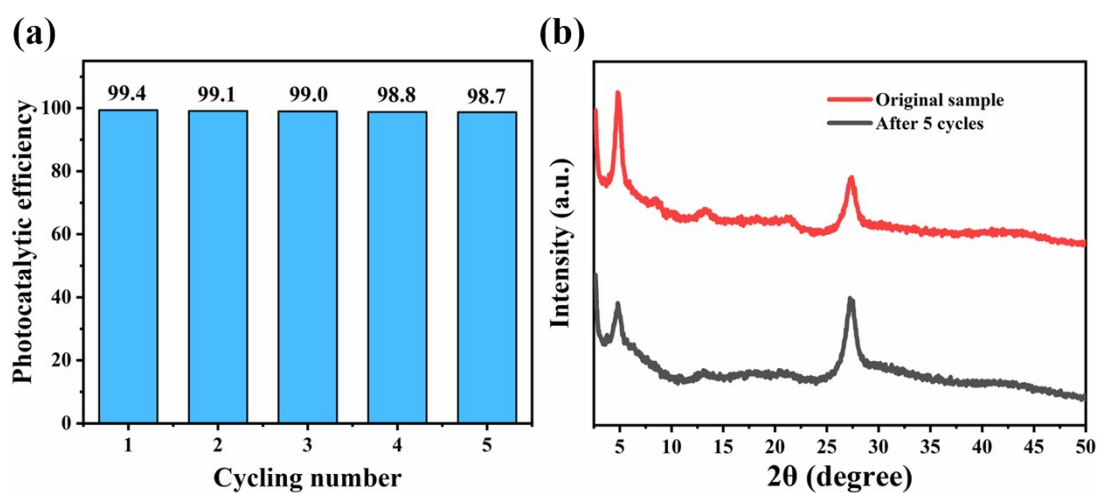 (a)
99.4 99.1 99.0 98.8 98.7
100
80
60
40
20
0
1 2 3 4 5
Photocatalytic efficiency
Cycling number
(b)
Original sample
After 5 cycles
Intensity (a.u.)
5 10 15 20 25 30 35 40 45 50
2θ (degree)